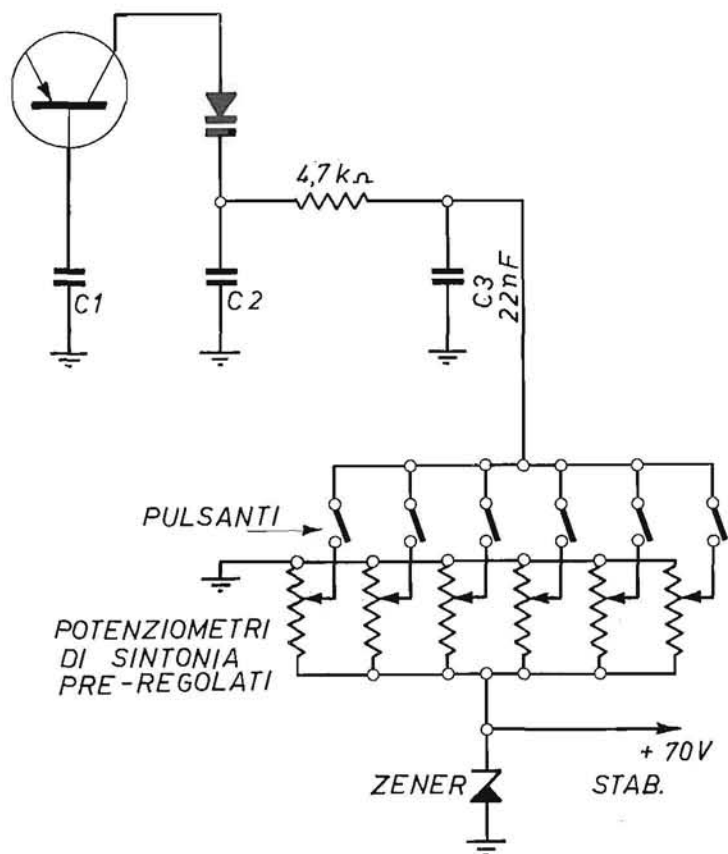 4,7 kΩ
C1
C2
C3
22nF
PULSANTI
POTENZIOMETRI
DI SINTONIA
PRE-REGOLATI
+ 70V
ZENER
STAB.